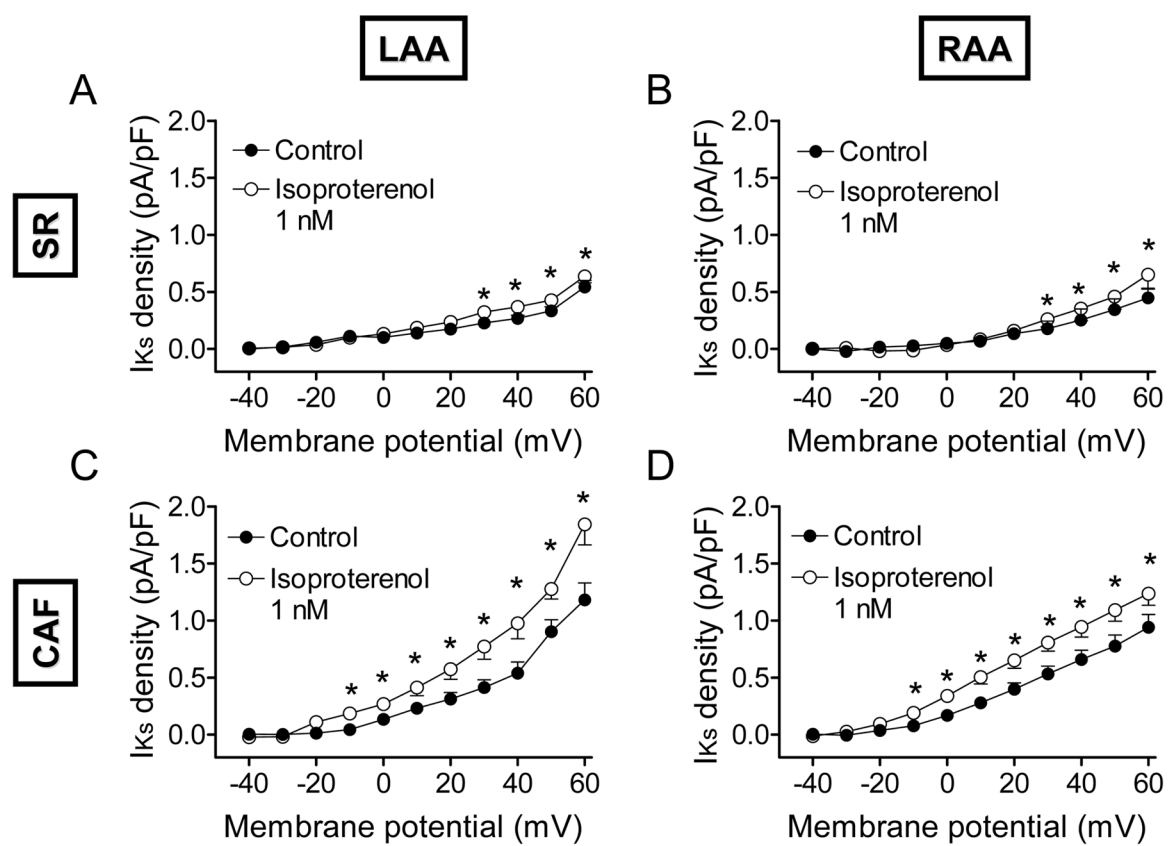 LAA
RAA
SR
CAF
A
2.0
1.5
1.0
0.5
0.0
IKs density (pA/pF)
Control
Isoproterenol
1 nM
* * * *
-40 -20 0 20 40 60
Membrane potential (mV)
B
2.0
1.5
1.0
0.5
0.0
IKs density (pA/pF)
Control
Isoproterenol
1 nM
* * * *
-40 -20 0 20 40 60
Membrane potential (mV)
C
2.0
1.5
1.0
0.5
0.0
IKs density (pA/pF)
Control
Isoproterenol
1 nM
* * * * * * * *
-40 -20 0 20 40 60
Membrane potential (mV)
D
2.0
1.5
1.0
0.5
0.0
IKs density (pA/pF)
Control
Isoproterenol
1 nM
* * * * * * * *
-40 -20 0 20 40 60
Membrane potential (mV)